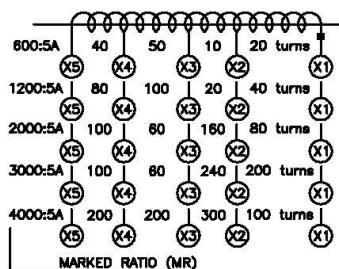 600:5A 40 50 10 20 turns
X5 X4 X3 X2 X1
1200:5A 80 100 20 40 turns
X5 X4 X3 X2 X1
2000:5A 100 60 160 80 turns
X5 X4 X3 X2 X1
3000:5A 100 60 240 200 turns
X5 X4 X3 X2 X1
4000:5A 200 200 300 100 turns
X5 X4 X3 X2 X1
MARKED RATIO (MR)